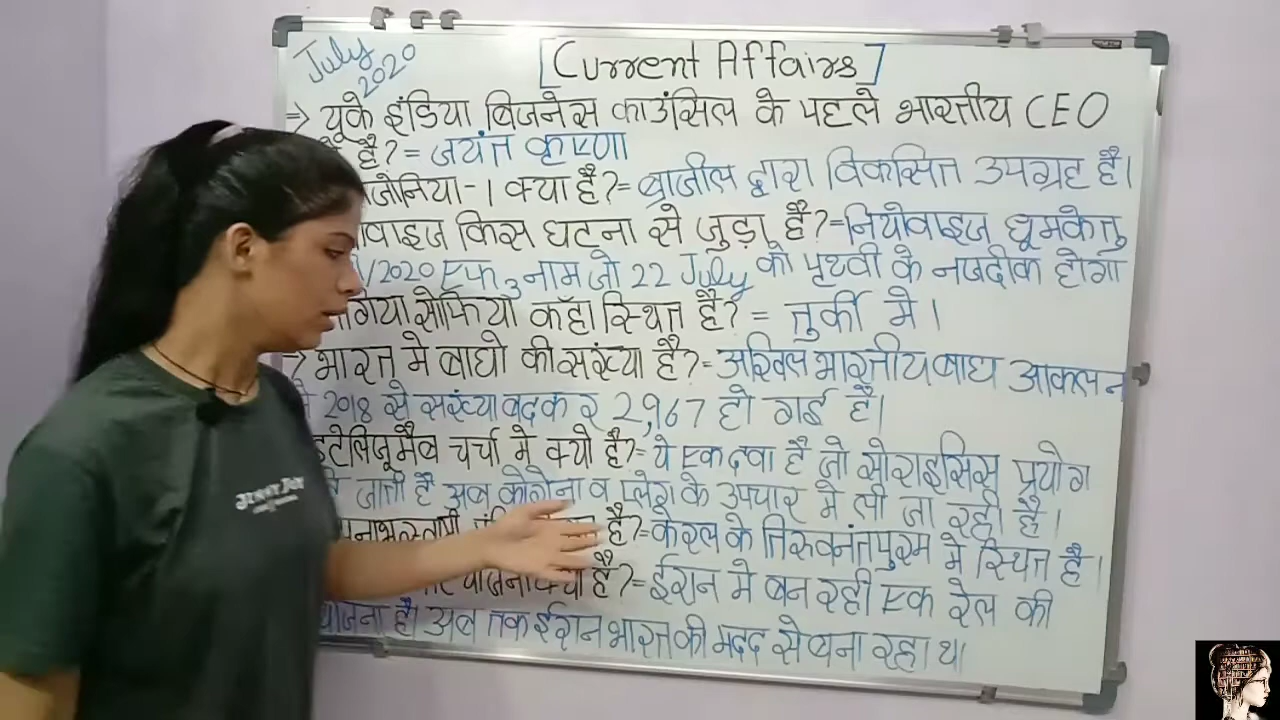 July 2020
[Current Affairs]
→ यूके इंडिया बिजनेस काउंसिल के पहले भारतीय CEO
है? = जयंत कृष्णा
जोनिया-1 क्या है?= ब्राजील द्वारा विकसित उपग्रह है।
वाइज किस घटना से जुड़ा है?=नियोवाइज धूमकेतु
/2020 एफ3 नाम जो 22 July को पृथ्वी के नजदीक होगा
गिया सोफिया कहाँ स्थित है? = तुर्की मे।
→ भारत मे बाघो की संख्या है?= अखिल भारतीय बाघ आकलन
2018 से संख्या बढ़कर 2,967 हो गई है।
इटेलिजूमैब चर्चा मे क्यो है?= ये एक दवा है जो सोराइसिस प्रयोग
जाती है अब कोरोना व प्लेग के उपचार मे ली जा रही है।
नाभस्वामी है?= केरल के तिरुवनंतपुरम मे स्थित है।
योजना क्या है?= ईरान मे बन रही एक रेल की
योजना है। अब तक ईरान भारत की मदद से बना रहा था